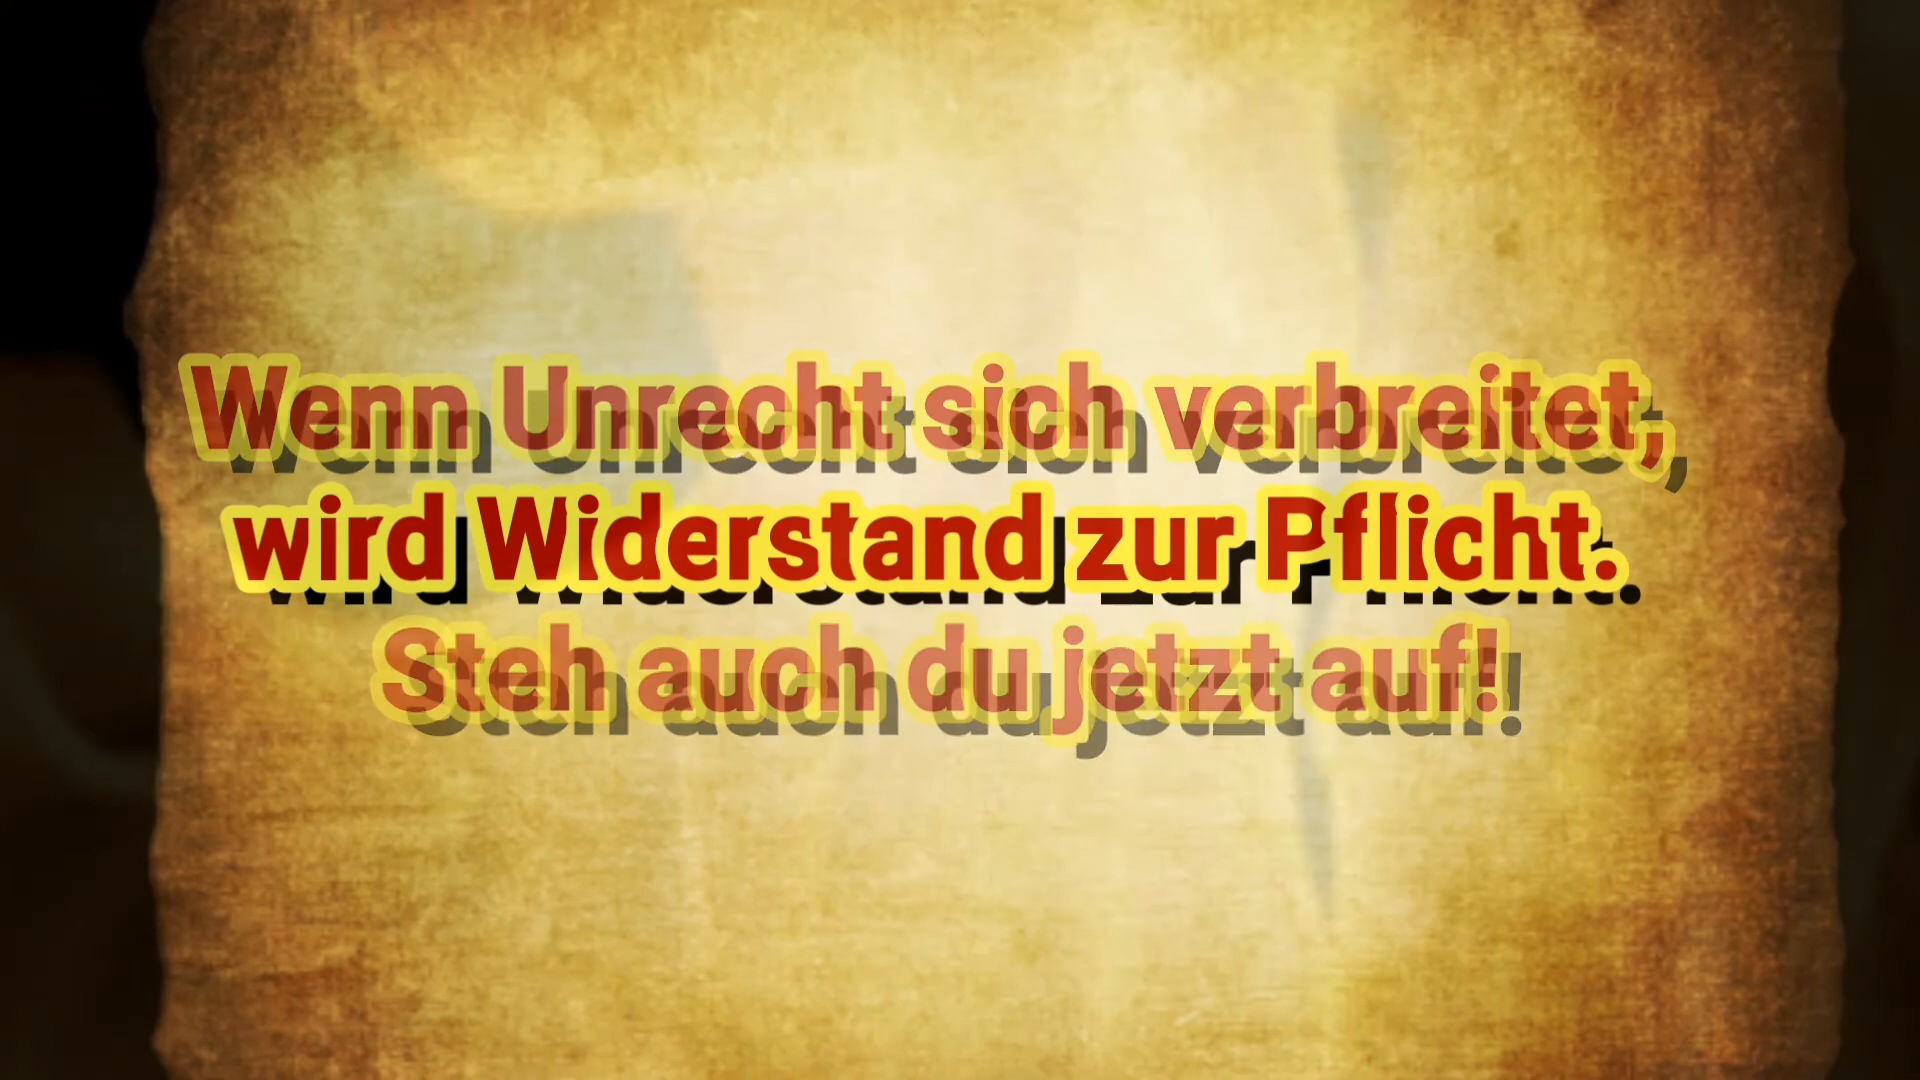 Wenn Unrecht sich verbreitet,
wird Widerstand zur Pflicht.
Steh auch du jetzt auf!